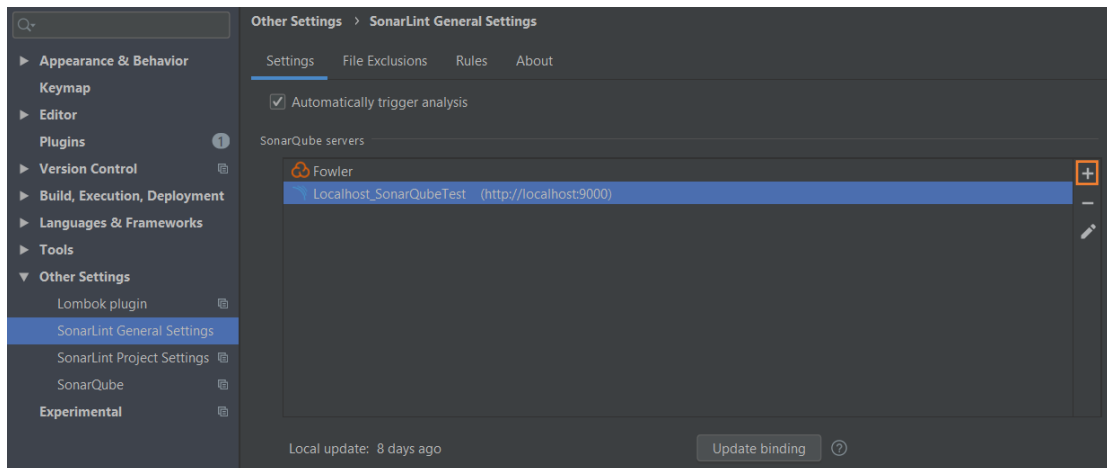 Other Settings › SonarLint General Settings
Appearance & Behavior
Keymap
Editor
Plugins 1
Version Control
Build, Execution, Deployment
Languages & Frameworks
Tools
Other Settings
Lombok plugin
SonarLint General Settings
SonarLint Project Settings
SonarQube
Experimental
Settings File Exclusions Rules About
Automatically trigger analysis
SonarQube servers
Fowler
Localhost_SonarQubeTest (http://localhost:9000)
Local update: 8 days ago
Update binding ?